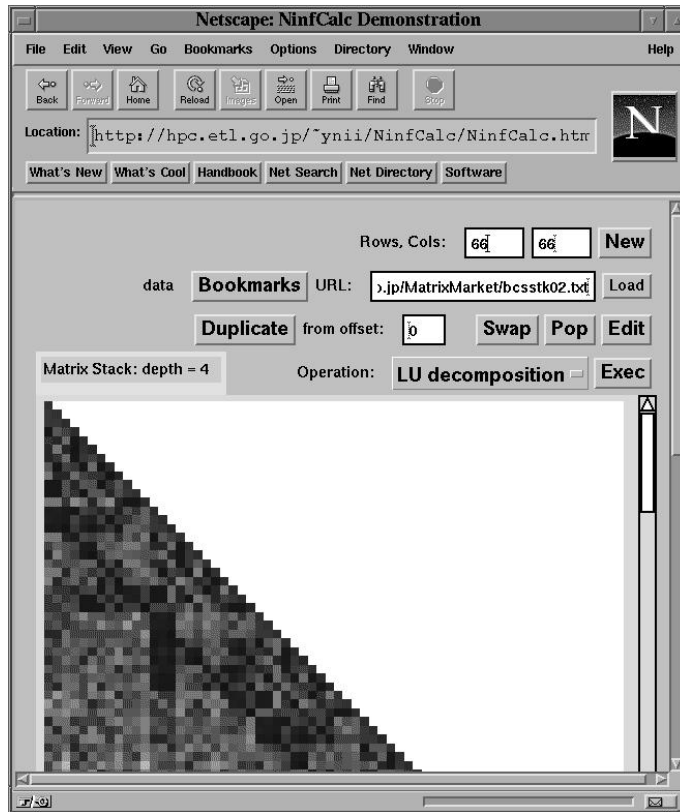 Netscape: NinfCalc Demonstration
File Edit View Go Bookmarks Options Directory Window Help
Back Forward Home Reload Images Open Print Find Stop
Location: http://hpc.etl.go.jp/~ynii/NinfCalc/NinfCalc.htm
N
What's New What's Cool Handbook Net Search Net Directory Software
Rows, Cols: 66 66 New
data Bookmarks URL: o.jp/MatrixMarket/bcsstk02.txt Load
Duplicate from offset: 0 Swap Pop Edit
Matrix Stack: depth = 4 Operation: LU decomposition Exec